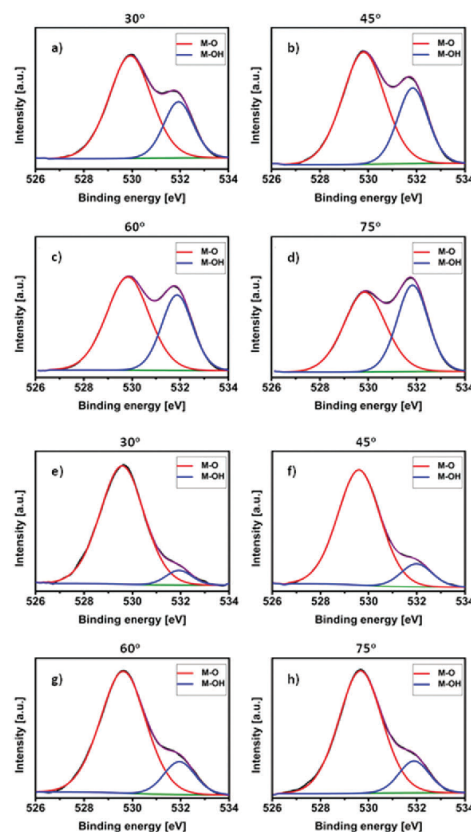 30° 45°
a) M-O M-OH b) M-O M-OH
Intensity [a.u.] Intensity [a.u.]
526 528 530 532 534 526 528 530 532 534
Binding energy [eV] Binding energy [eV]
60° 75°
c) M-O M-OH d) M-O M-OH
Intensity [a.u.] Intensity [a.u.]
526 528 530 532 534 526 528 530 532 534
Binding energy [eV] Binding energy [eV]
30° 45°
e) M-O M-OH f) M-O M-OH
Intensity [a.u.] Intensity [a.u.]
526 528 530 532 534 526 528 530 532 534
Binding energy [eV] Binding energy [eV]
60° 75°
g) M-O M-OH h) M-O M-OH
Intensity [a.u.] Intensity [a.u.]
526 528 530 532 534 526 528 530 532 534
Binding energy [eV] Binding energy [eV]